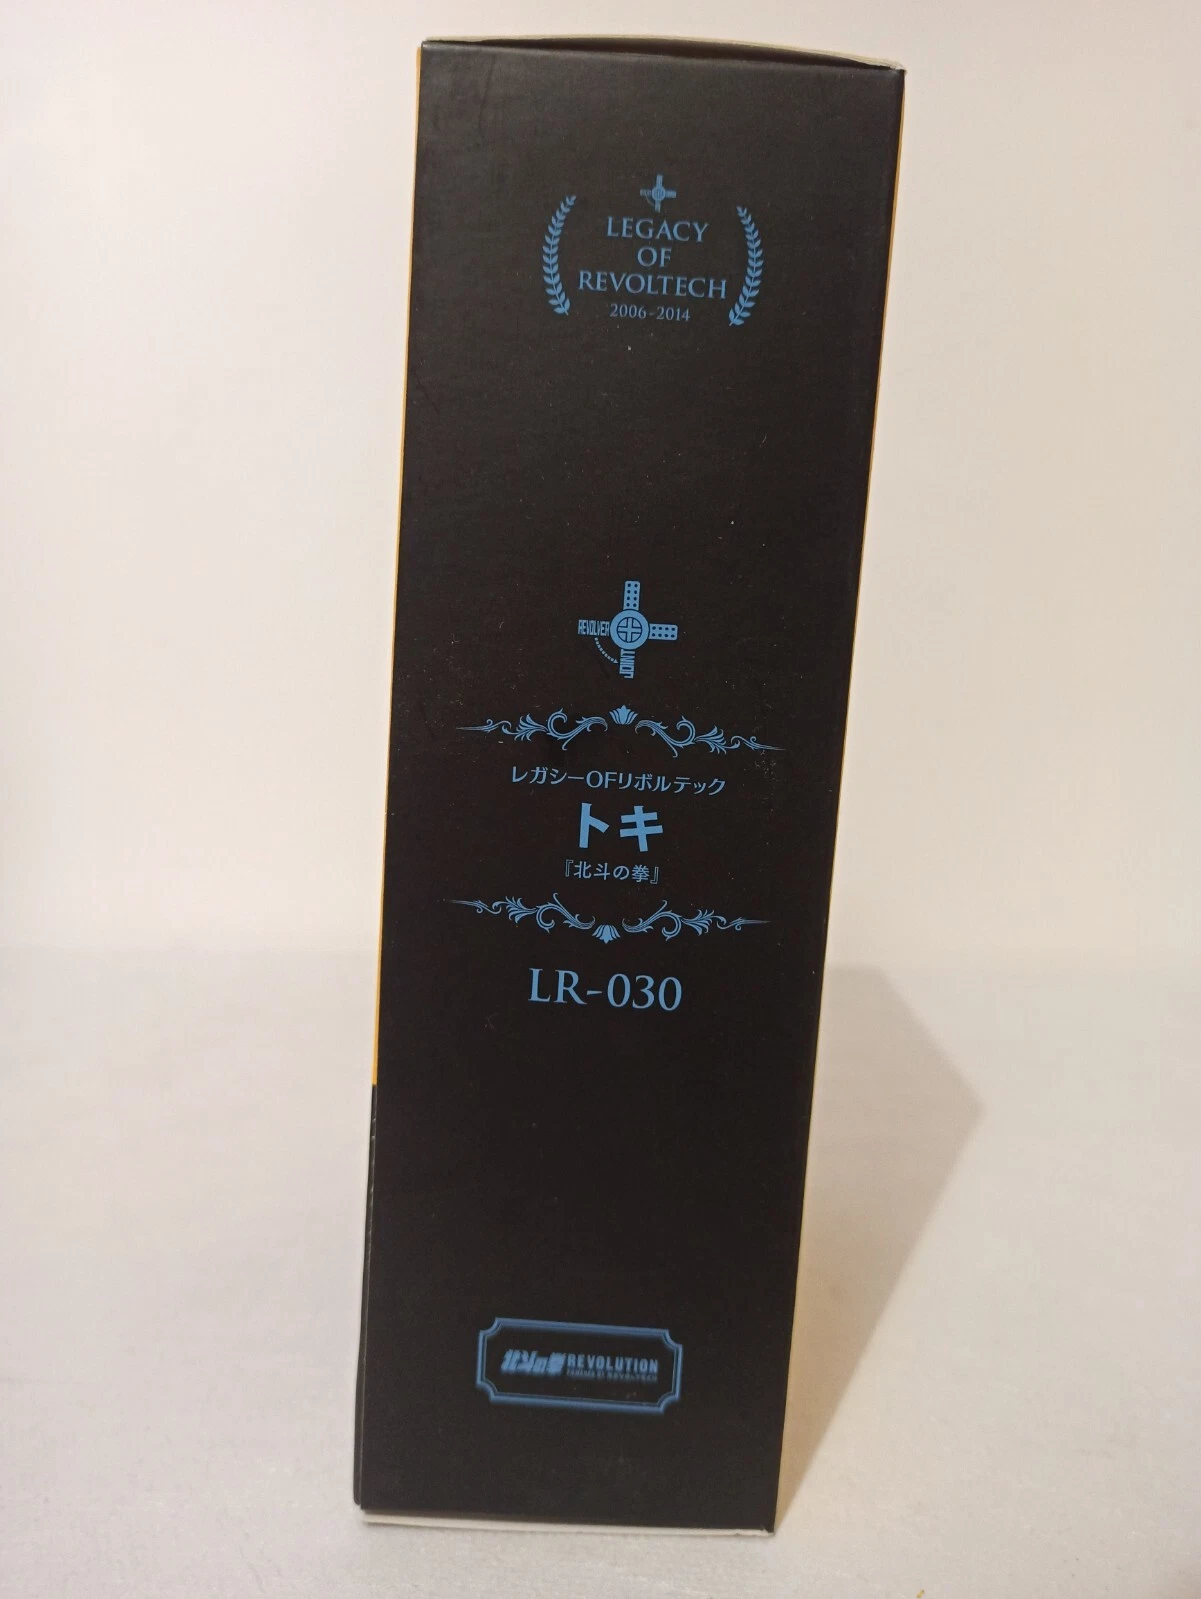 LEGACY
OF
REVOLTECH
2006-2014
REVOLVER
JOINT
レガシーOFリボルテック
トキ
『北斗の拳』
LR-030
北斗の拳 REVOLUTION